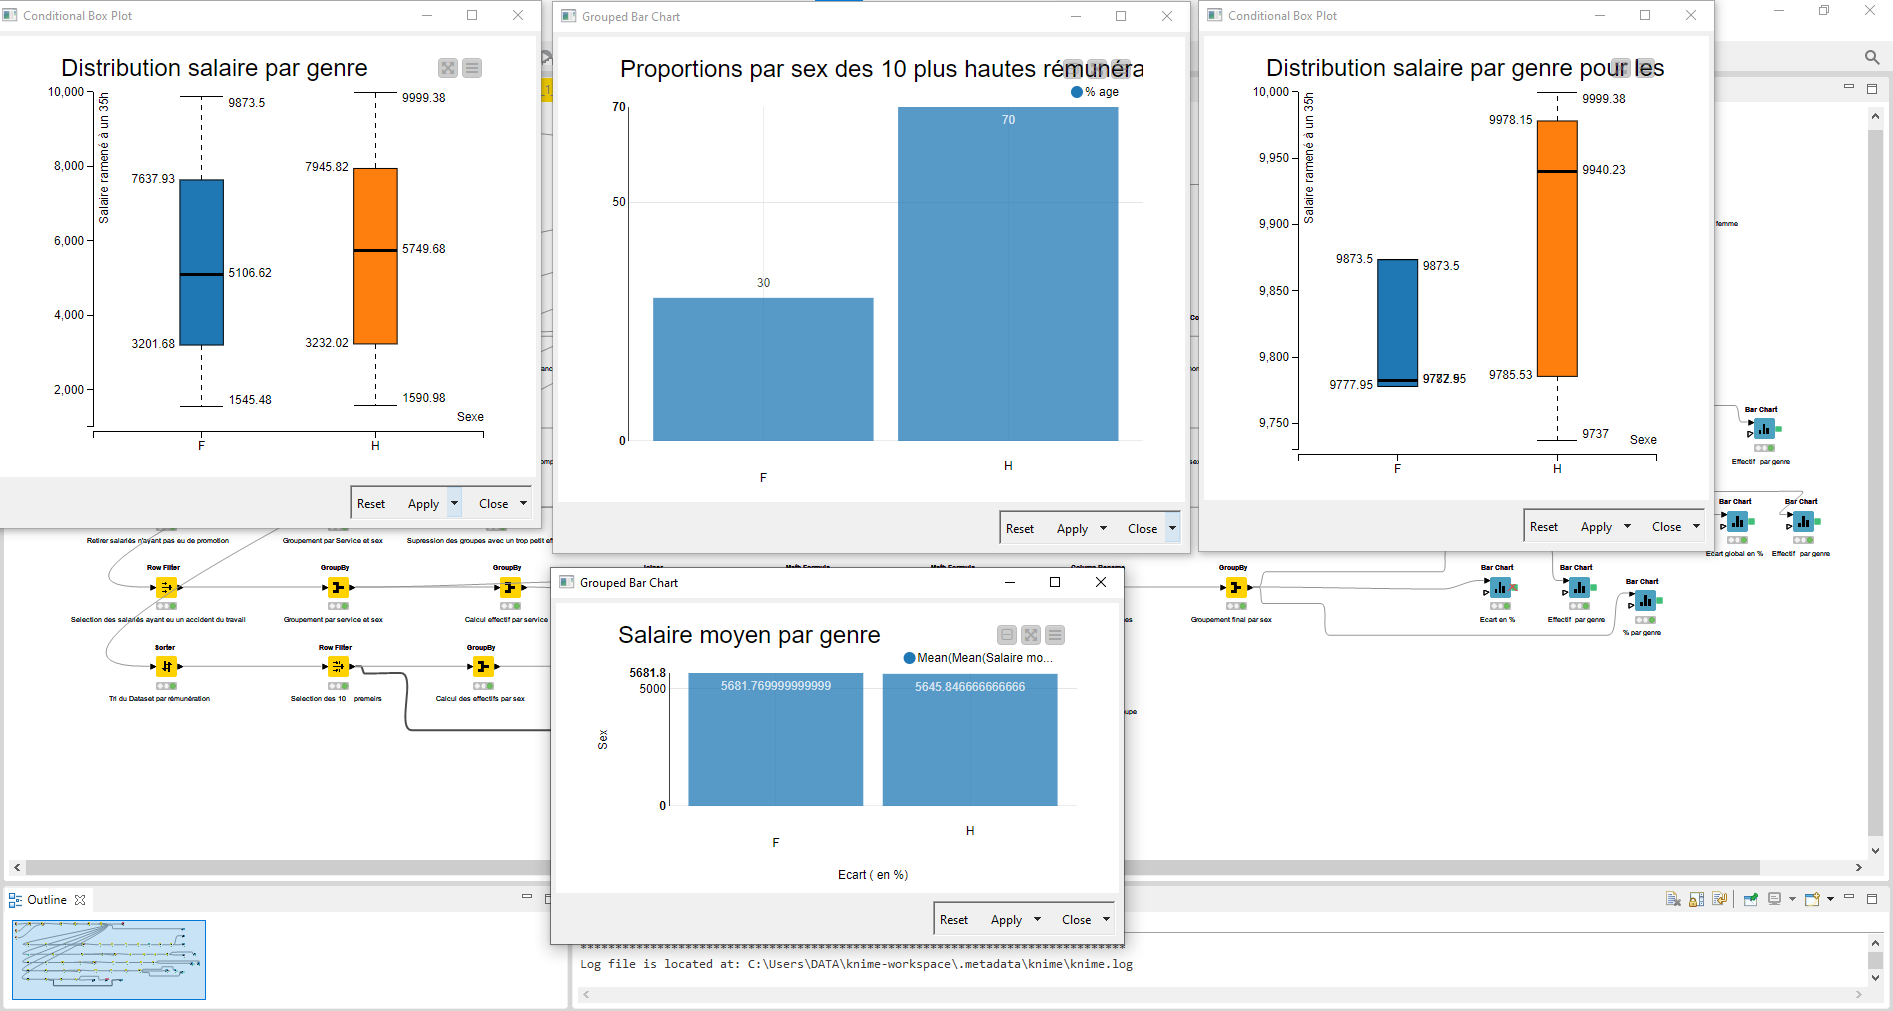 Conditional Box Plot
Distribution salaire par genre
Salaire ramené à un 35h
10,000
8,000
6,000
4,000
2,000
9873.5
7637.93
5106.62
3201.68
1545.48
9999.38
7945.82
5749.68
3232.02
1590.98
Sexe
F
H
Reset
Apply
Close
Grouped Bar Chart
Proportions par sex des 10 plus hautes rémunéra
% age
70
50
0
30
70
F
H
Reset
Apply
Close
Conditional Box Plot
Distribution salaire par genre pour les
Salaire ramené à un 35h
10,000
9,950
9,900
9,850
9,800
9,750
9873.5
9873.5
9777.95
9999.38
9978.15
9940.23
9785.53
9737
Sexe
F
H
Reset
Apply
Close
femme
Bar Chart
Effectif par genre
Bar Chart
Ecart global en %
Bar Chart
Effectif par genre
Retirer salariés n'ayant pas eu de promotion
Groupement par Service et sex
Supression des groupes avec un trop petit ef
Row Filter
Selection des salariés ayant eu un accident du travail
GroupBy
Groupement par service et sex
GroupBy
Calcul effectif par service
Joiner
Math Formula
Math Formula
Column Rename
GroupBy
Groupement final par sex
Bar Chart
Ecart en %
Bar Chart
Effectif par genre
Bar Chart
% par genre
Sorter
Tri du Dataset par rémunération
Row Filter
Selection des 10 premeirs
GroupBy
Calcul des effectifs par sex
Grouped Bar Chart
Salaire moyen par genre
Mean(Mean(Salaire mo...
5681.8
5000
0
5681.769999999999
5645.846666666666
Sex
F
H
Ecart ( en %)
Reset
Apply
Close
Outline
Log file is located at: C:\Users\DATA\knime-workspace\.metadata\knime\knime.log